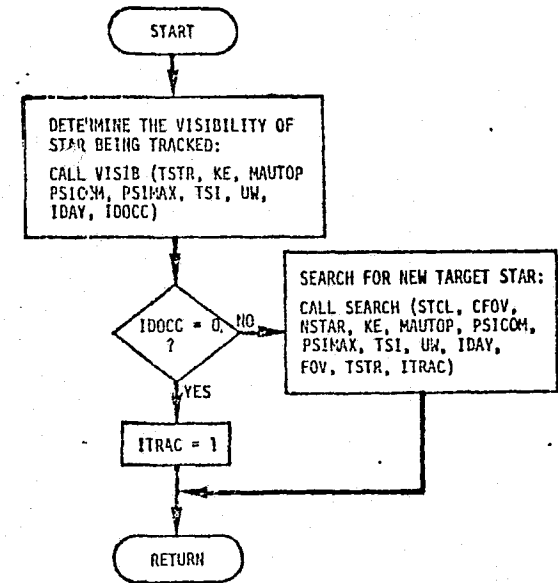 START
DETERMINE THE VISIBILITY OF
STAR BEING TRACKED:
CALL VISIB (TSTR, KE, MAUTOP
PSICOM, PSIMAX, TSI, UW,
IDAY, IDOCC)
IDOCC = 0.
?
NO
YES
SEARCH FOR NEW TARGET STAR:
CALL SEARCH (STCL, CFOV,
NSTAR, KE, MAUTOP, PSICOM,
PSIMAX, TSI, UW, IDAY,
FOV, TSTR, ITRAC)
ITRAC = 1
RETURN